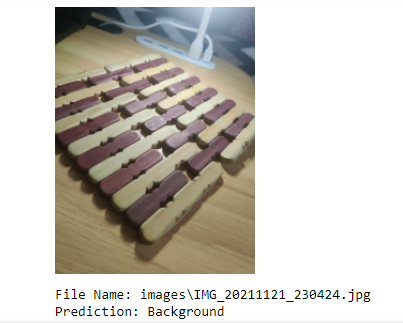 File Name: images\IMG_20211121_230424.jpg
Prediction: Background